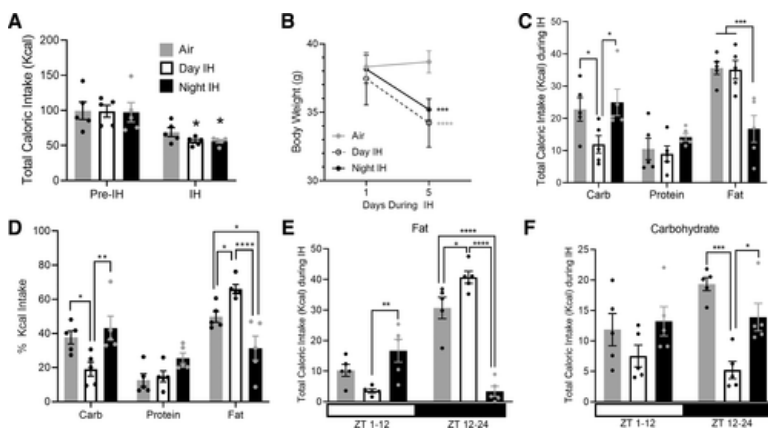 A
Total Caloric Intake (Kcal)
200
150
100
50
0
Air
Day IH
Night IH
*
*
Pre-IH
IH
B
Body Weight (g)
40
35
30
***
****
Air
Day IH
Night IH
1
5
Days During IH
C
Total Caloric Intake (Kcal) during IH
50
40
30
20
10
0
*
*
***
Carb
Protein
Fat
D
% Kcal Intake
100
80
60
40
20
0
*
**
*
*
****
Carb
Protein
Fat
E
Fat
Total Caloric Intake (Kcal) during IH
50
40
30
20
10
0
**
****
*
****
ZT 1-12
ZT 12-24
F
Carbohydrate
Total Caloric Intake (Kcal) during IH
25
20
15
10
5
0
***
*
ZT 1-12
ZT 12-24